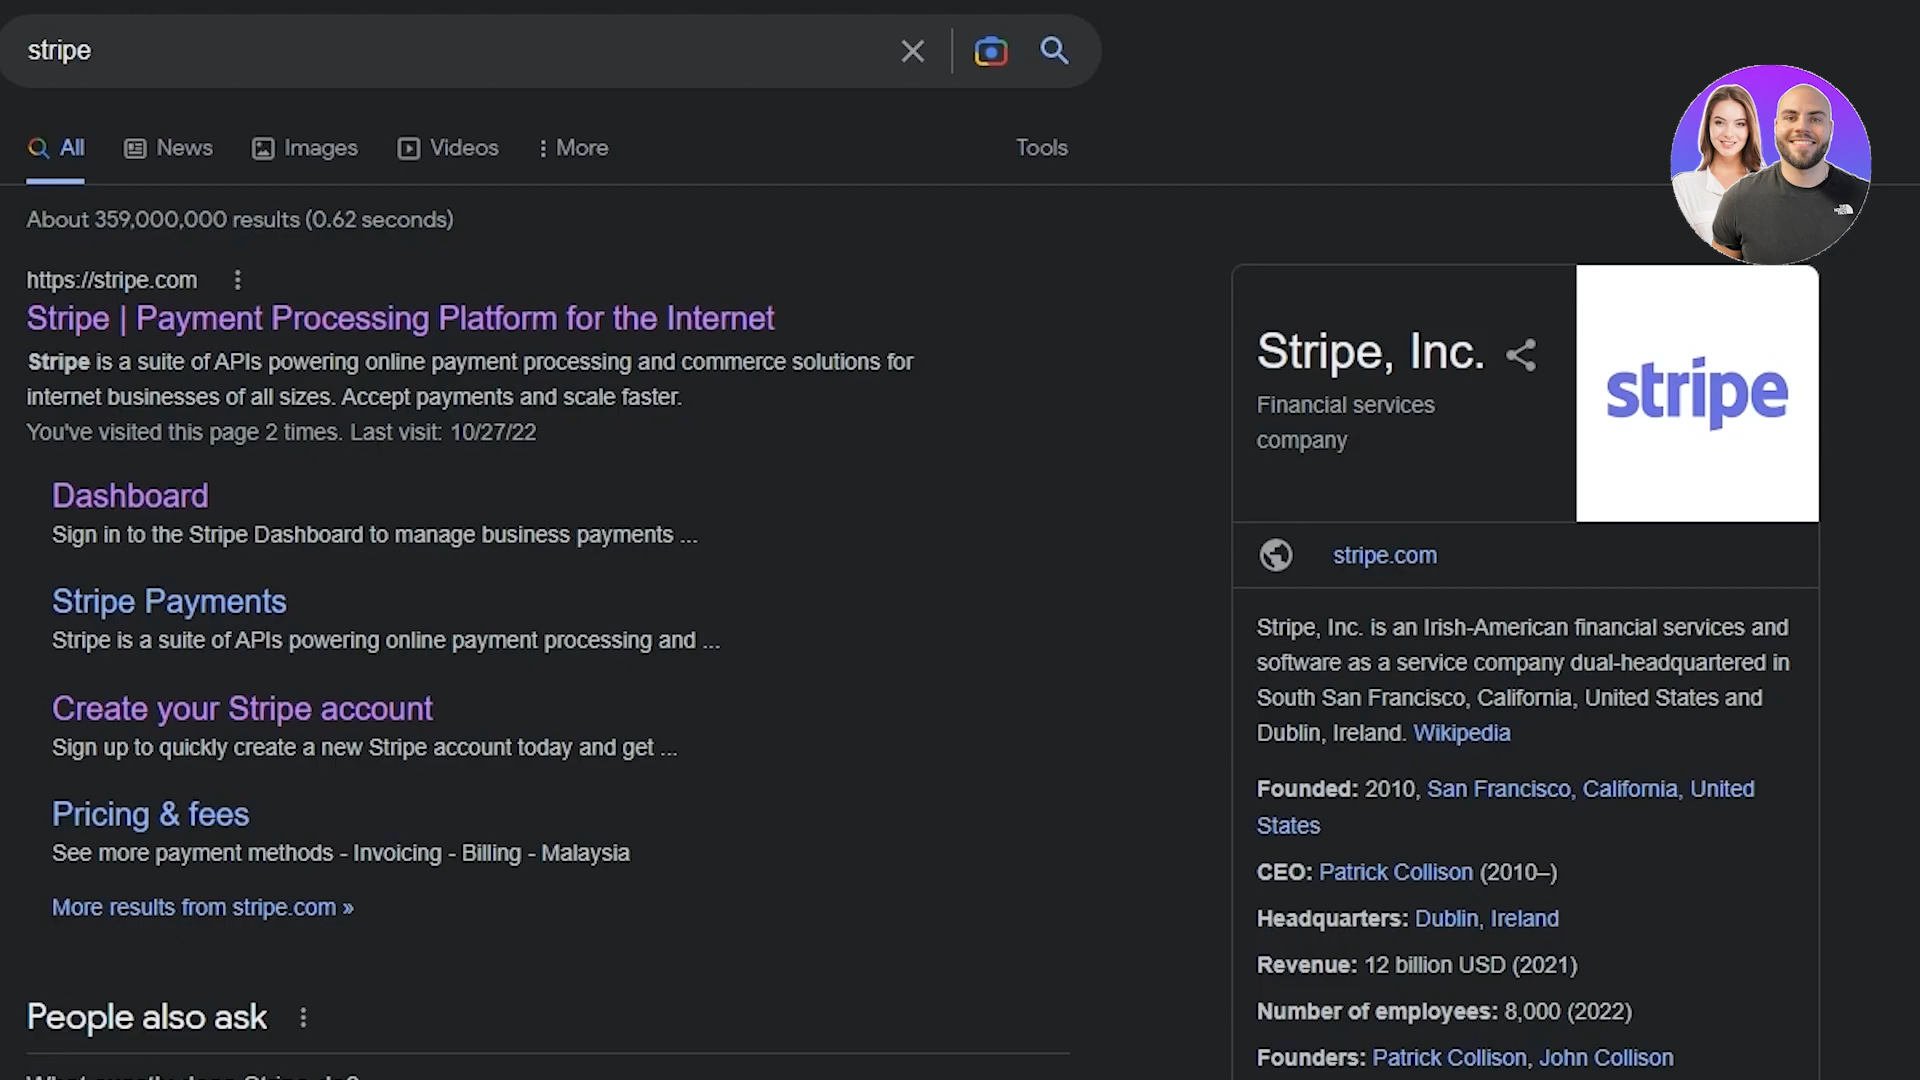 stripe
All
News
Images
Videos
More
Tools
About 359,000,000 results (0.62 seconds)
https://stripe.com
Stripe | Payment Processing Platform for the Internet
Stripe is a suite of APIs powering online payment processing and commerce solutions for
internet businesses of all sizes. Accept payments and scale faster.
You've visited this page 2 times. Last visit: 10/27/22
Dashboard
Sign in to the Stripe Dashboard to manage business payments ...
Stripe Payments
Stripe is a suite of APIs powering online payment processing and ...
Create your Stripe account
Sign up to quickly create a new Stripe account today and get ...
Pricing & fees
See more payment methods - Invoicing - Billing - Malaysia
More results from stripe.com »
People also ask
Stripe, Inc.
Financial services
company
stripe
stripe.com
Stripe, Inc. is an Irish-American financial services and
software as a service company dual-headquartered in
South San Francisco, California, United States and
Dublin, Ireland. Wikipedia
Founded: 2010, San Francisco, California, United
States
CEO: Patrick Collison (2010–)
Headquarters: Dublin, Ireland
Revenue: 12 billion USD (2021)
Number of employees: 8,000 (2022)
Founders: Patrick Collison, John Collison